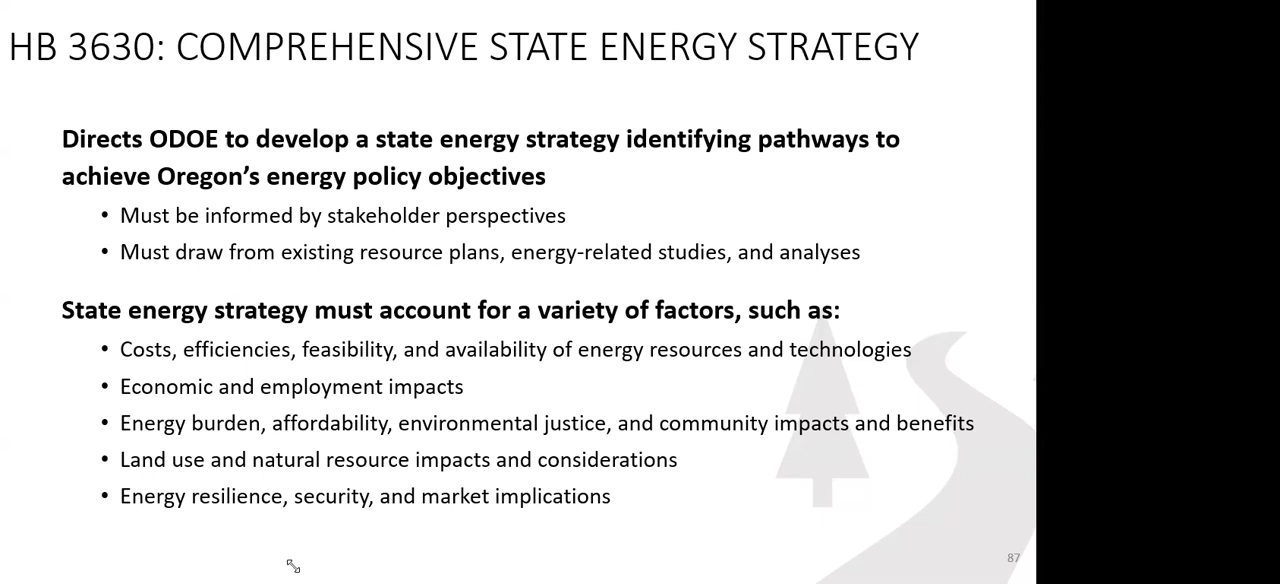 HB 3630: COMPREHENSIVE STATE ENERGY STRATEGY
Directs ODOE to develop a state energy strategy identifying pathways to
achieve Oregon’s energy policy objectives
• Must be informed by stakeholder perspectives
• Must draw from existing resource plans, energy-related studies, and analyses
State energy strategy must account for a variety of factors, such as:
• Costs, efficiencies, feasibility, and availability of energy resources and technologies
• Economic and employment impacts
• Energy burden, affordability, environmental justice, and community impacts and benefits
• Land use and natural resource impacts and considerations
• Energy resilience, security, and market implications
87